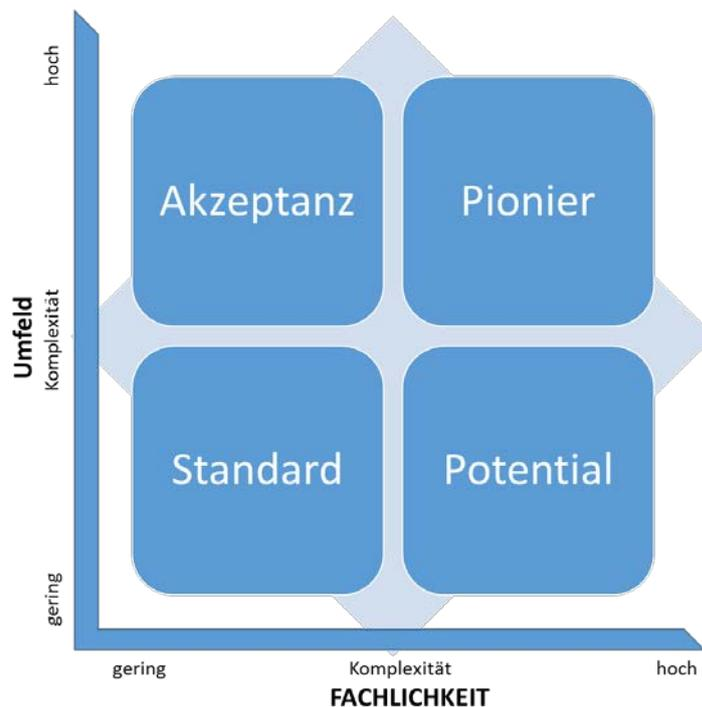 hoch
Akzeptanz
Pionier
Umfeld
Komplexität
Standard
Potential
gering
gering
Komplexität
hoch
FACHLICHKEIT